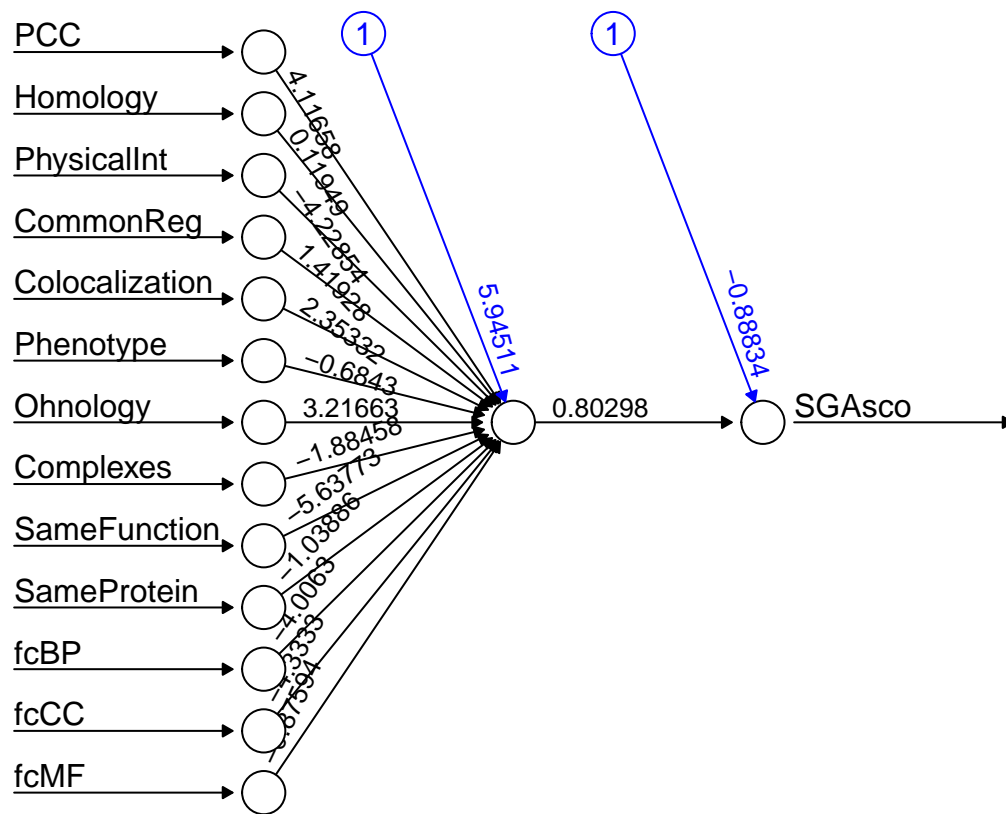 PCC
Homology
PhysicalInt
CommonReg
Colocalization
Phenotype
Ohnology
Complexes
SameFunction
SameProtein
fcBP
fcCC
fcMF
4.11658
0.11949
−4.22854
1.41928
2.35332
−0.6843
3.21663
−1.88458
−5.63773
−1.03886
−4.0063
1
5.94511
0.80298
1
−0.88834
SGAsco